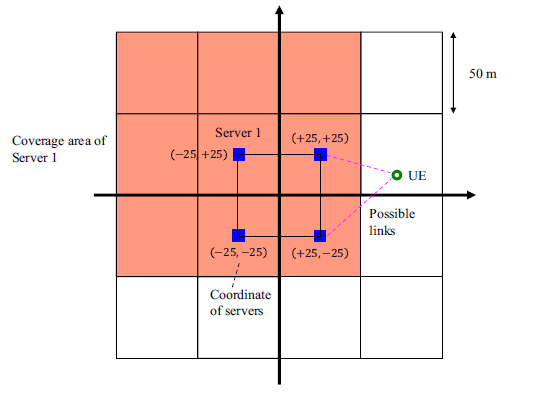 50 m
Server 1
(+25,+25)
Coverage area of
Server 1
(−25,+25)
UE
Possible
links
(−25,−25)
(+25,−25)
Coordinate
of servers